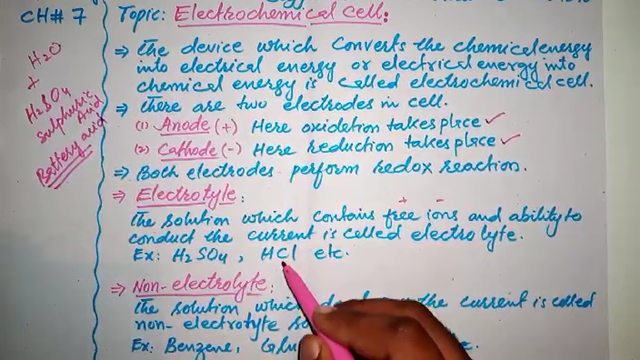 CH# 7 Topic: Electrochemical cell:
⇒ The device which converts the chemical energy
into electrical energy or electrical energy into
chemical energy is called electrochemical cell.
⇒ There are two electrodes in cell.
(1) Anode (+) Here oxidation takes place ✓
(2) Cathode (-) Here reduction takes place ✓
⇒ Both electrodes perform redox reaction.
⇒ Electrotyle:
+ -
The solution which contains free ions and ability to
conduct the current is called electrolyte.
Ex: H2SO4, HCl etc.
⇒ Non-electrolyte:
The solution which the current is called
non-electrotyte
Ex: Benzene,
H2O
+
H2SO4
Sulphuric
Acid
Battery acid